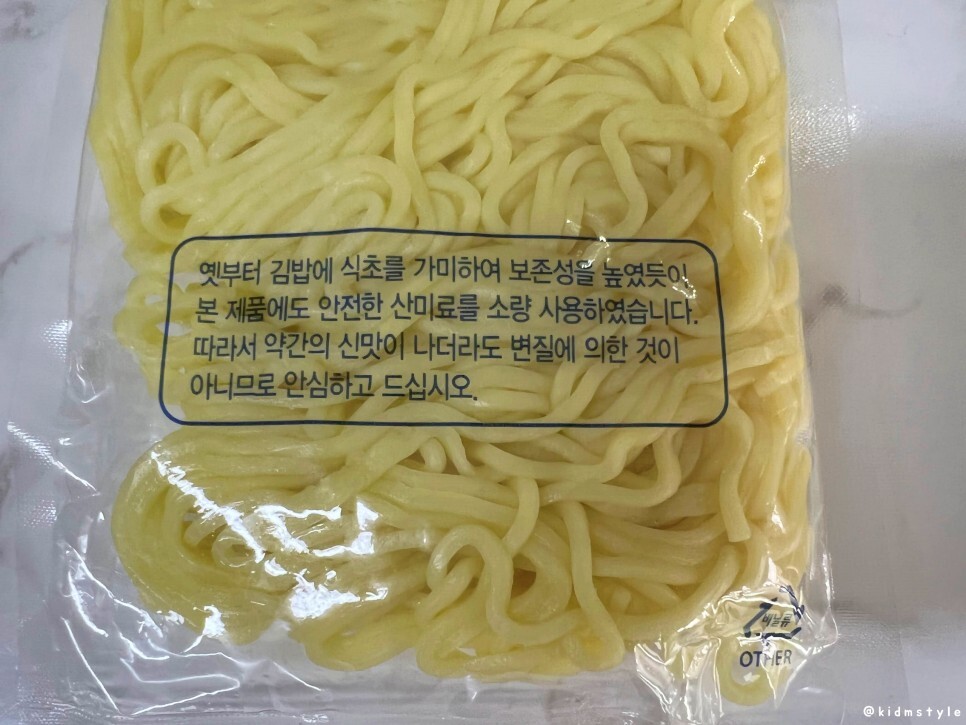 옛부터 김밥에 식초를 가미하여 보존성을 높였듯이
본 제품에도 안전한 산미료를 소량 사용하였습니다.
따라서 약간의 신맛이 나더라도 변질에 의한 것이
아니므로 안심하고 드십시오.
비닐류
OTHER
@kidmstyle